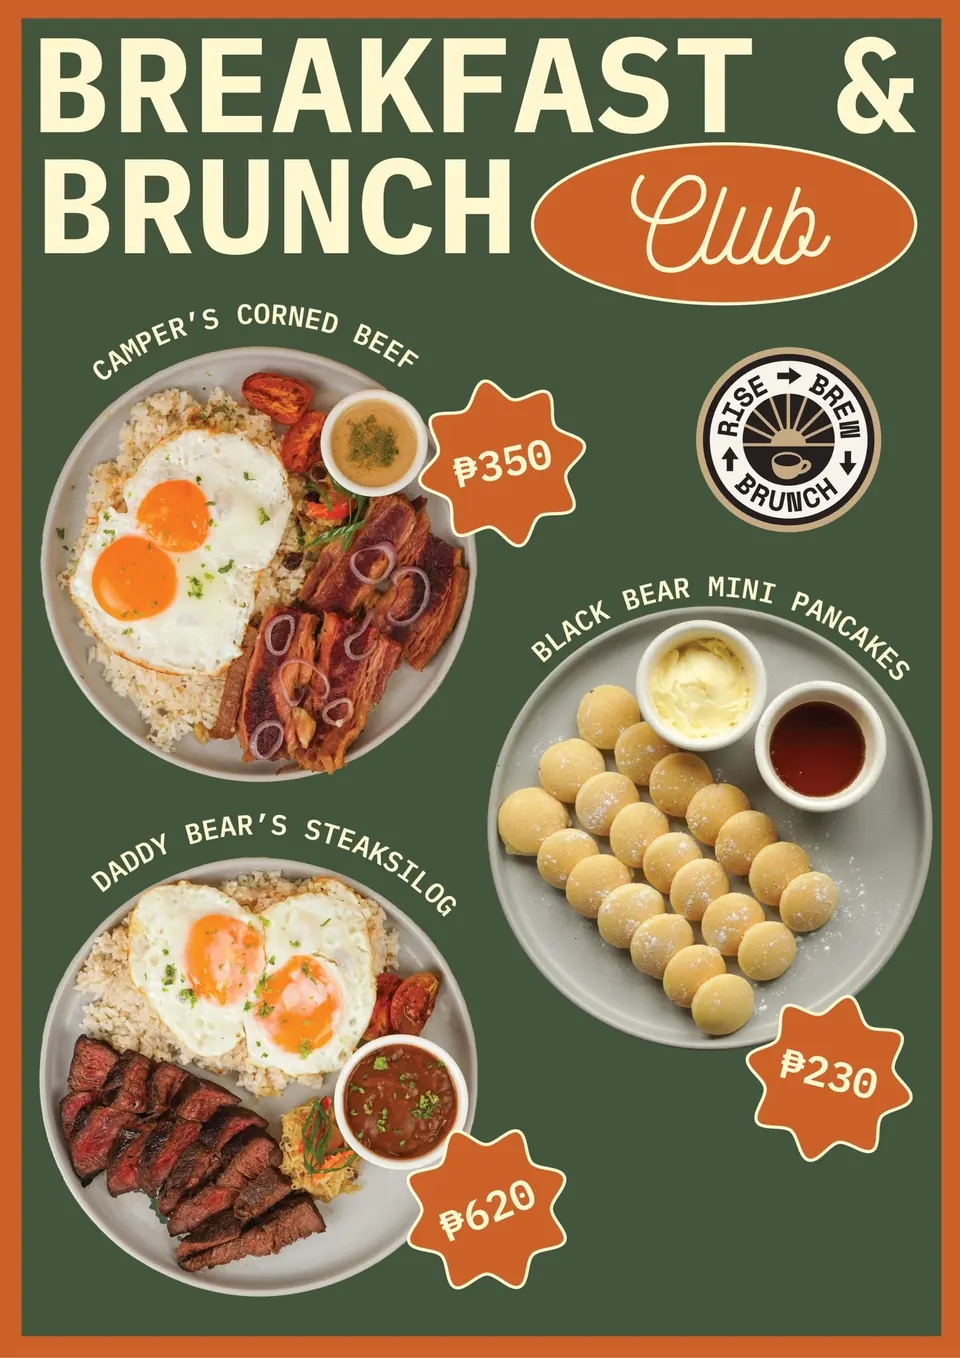 BREAKFAST &
BRUNCH Club
CAMPER'S CORNED BEEF
₱350
RISE → BREW
BRUNCH
BLACK BEAR MINI PANCAKES
₱230
DADDY BEAR'S STEAKSILOG
₱620